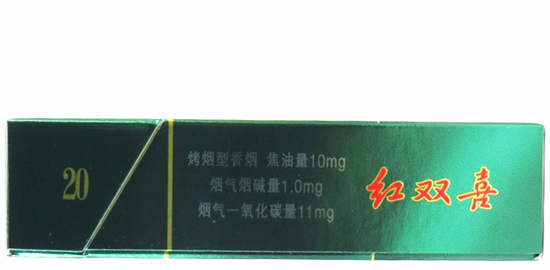 20
烤烟型香烟 焦油量10mg
烟气烟碱量1.0mg
烟气一氧化碳量11mg
红双喜